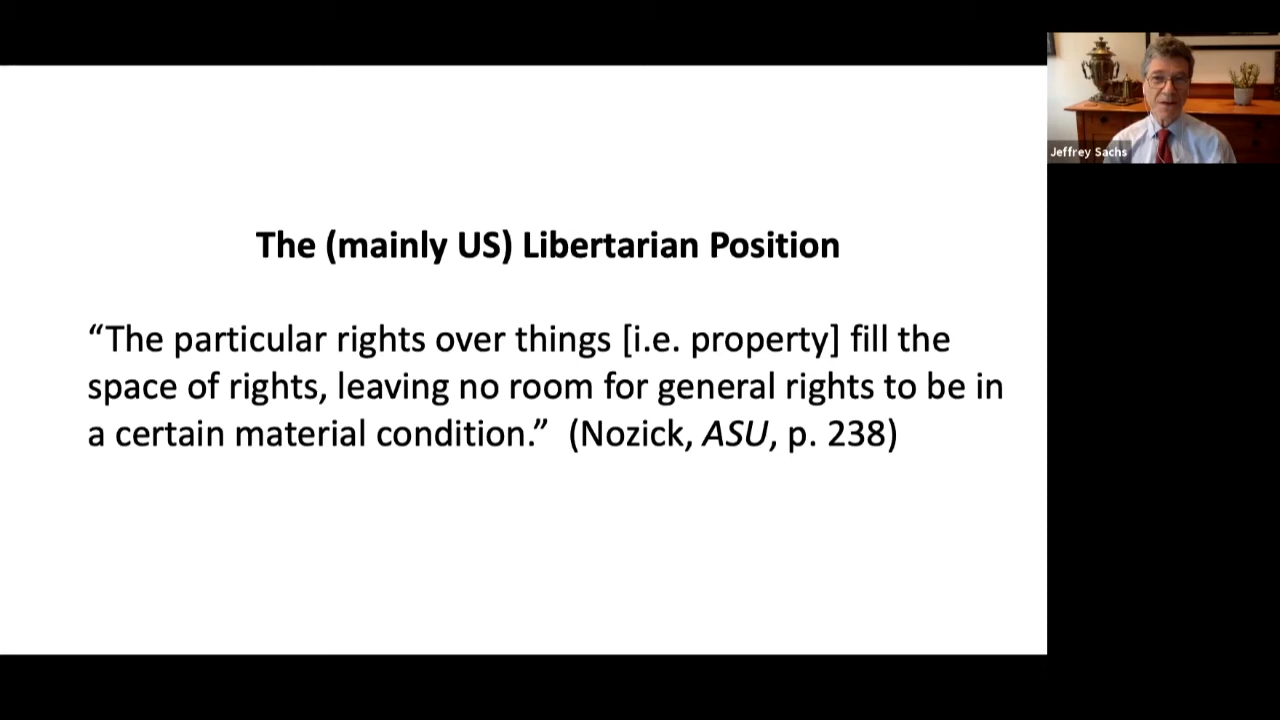 The (mainly US) Libertarian Position
“The particular rights over things [i.e. property] fill the
space of rights, leaving no room for general rights to be in
a certain material condition.” (Nozick, ASU, p. 238)
Jeffrey Sachs